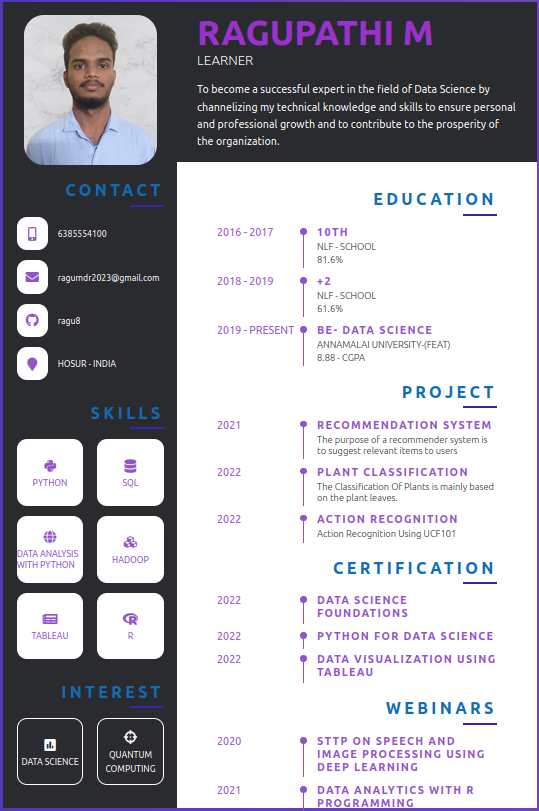 RAGUPATHI M
LEARNER
To become a successful expert in the field of Data Science by
channelizing my technical knowledge and skills to ensure personal
and professional growth and to contribute to the prosperity of
the organization.
CONTACT
6385554100
ragumdr2023@gmail.com
ragu8
HOSUR - INDIA
SKILLS
PYTHON
SQL
DATA ANALYSIS
WITH PYTHON
HADOOP
TABLEAU
R
INTEREST
DATA SCIENCE
QUANTUM
COMPUTING
EDUCATION
2016 - 2017
10TH
NLF - SCHOOL
81.6%
2018 - 2019
+2
NLF - SCHOOL
61.6%
2019 - PRESENT
BE- DATA SCIENCE
ANNAMALAI UNIVERSITY-(FEAT)
8.88 - CGPA
PROJECT
2021
RECOMMENDATION SYSTEM
The purpose of a recommender system is
to suggest relevant items to users
2022
PLANT CLASSIFICATION
The Classification Of Plants is mainly based
on the plant leaves.
2022
ACTION RECOGNITION
Action Recognition Using UCF101
CERTIFICATION
2022
DATA SCIENCE
FOUNDATIONS
2022
PYTHON FOR DATA SCIENCE
2022
DATA VISUALIZATION USING
TABLEAU
WEBINARS
2020
STTP ON SPEECH AND
IMAGE PROCESSING USING
DEEP LEARNING
2021
DATA ANALYTICS WITH R
PROGRAMMING